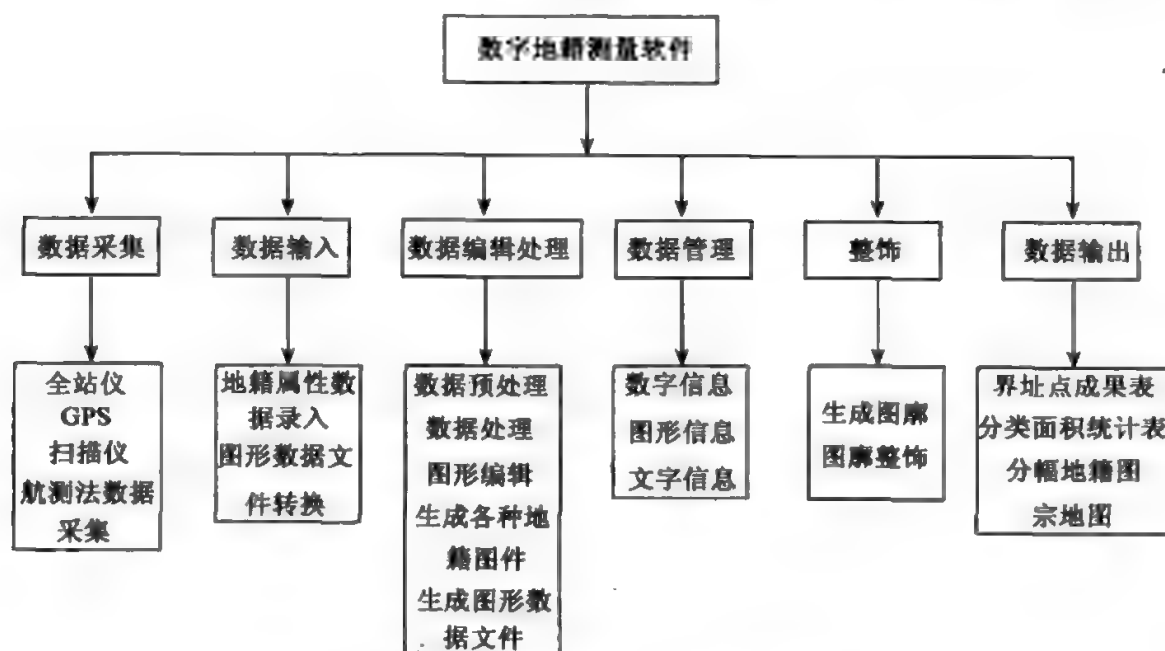 数字地籍测量软件
数据采集
数据输入
数据编辑处理
数据管理
整饰
数据输出
全站仪
GPS
扫描仪
航测法数据
采集
地籍属性数
据录入
图形数据文
件转换
数据预处理
数据处理
图形编辑
生成各种地
籍图件
生成图形数
据文件
数字信息
图形信息
文字信息
生成图廓
图廓整饰
界址点成果表
分类面积统计表
分幅地籍图
宗地图